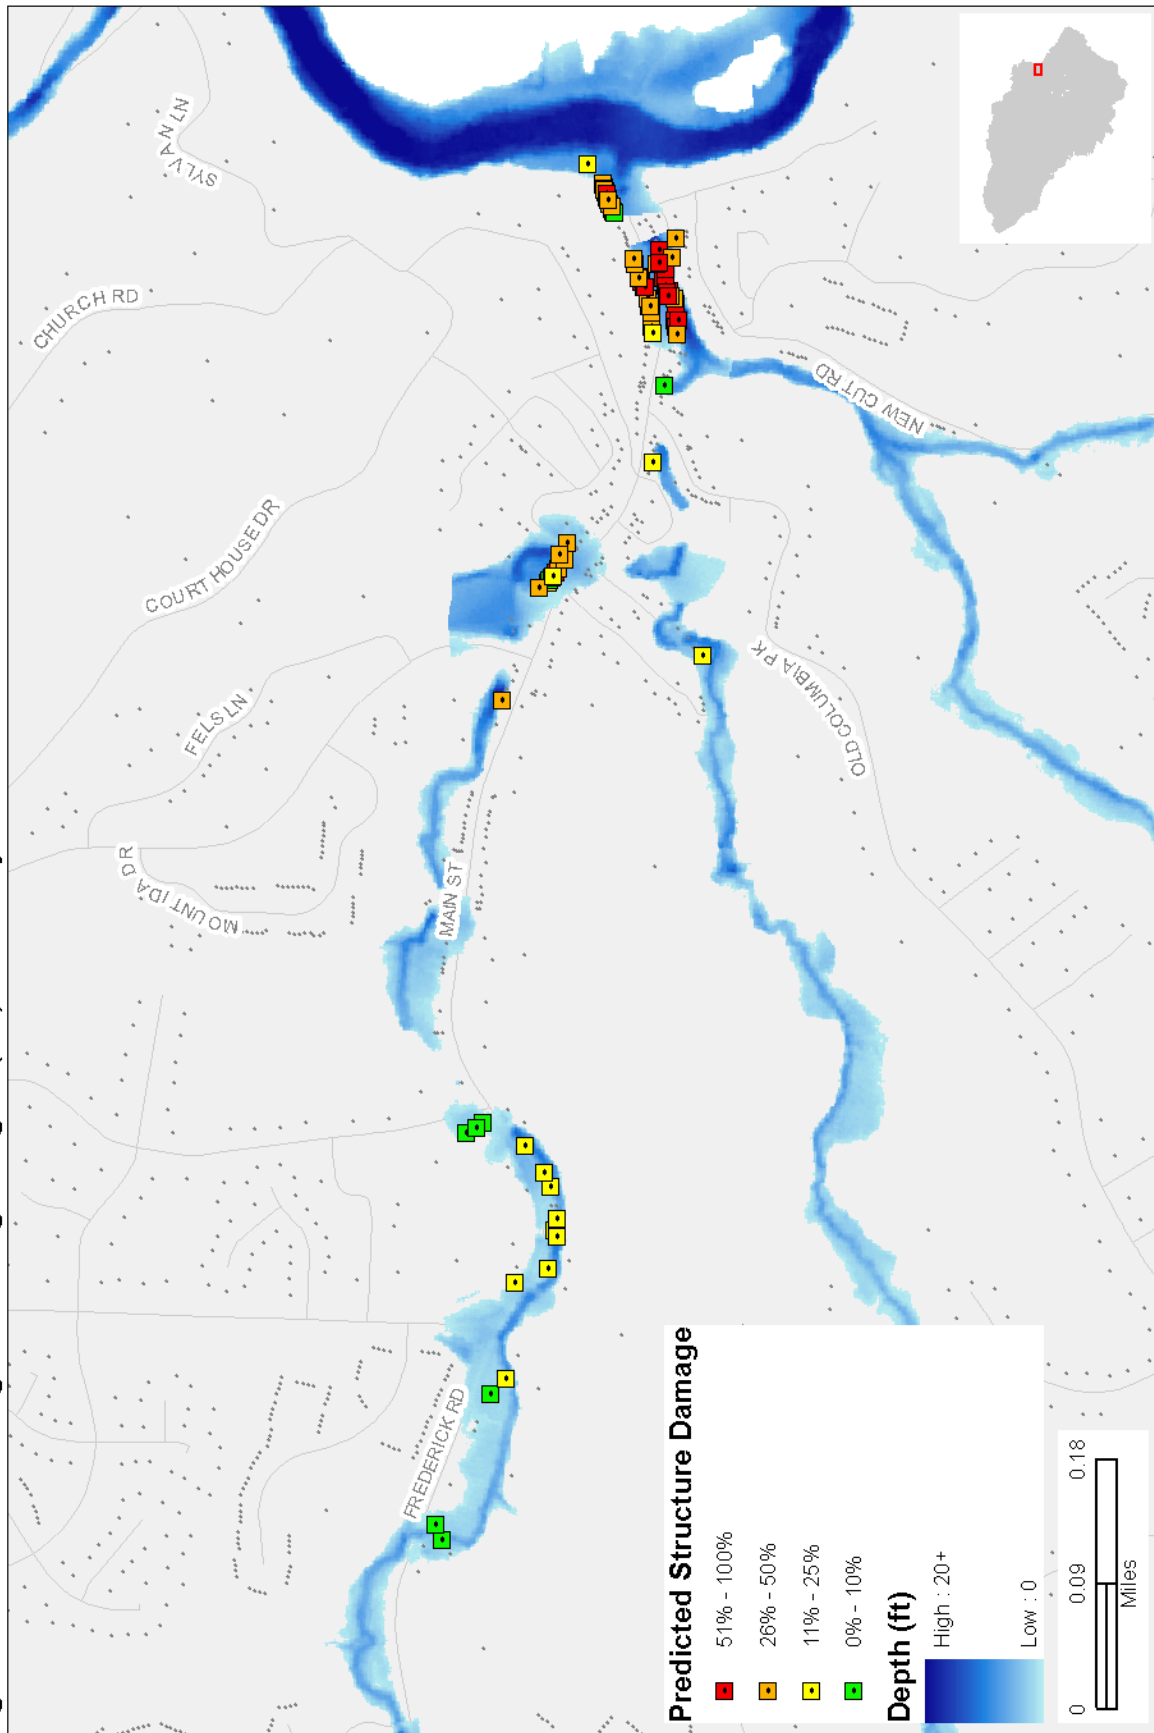 SYLVAN LN
CHURCH RD
COURT HOUSE DR
FELS LN
MOUNT IDA DR
MAIN ST
NEW CUT RD
OLD COLUMBIA PK
FREDERICK RD
Predicted Structure Damage
51% - 100%
26% - 50%
11% - 25%
0% - 10%
Depth (ft)
High : 20+
Low : 0
0 0.09 0.18
Miles